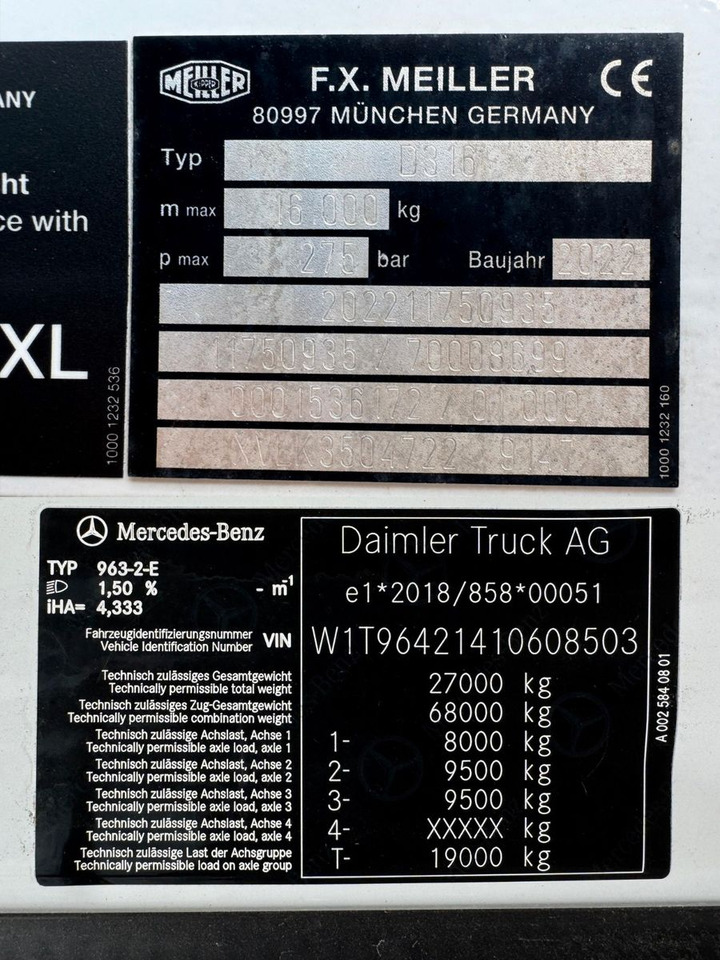 ANY
ht
ce with
XL
1000 1232 536
MEILLER
KIPPER
F.X. MEILLER
CE
80997 MÜNCHEN GERMANY
Typ D316
m max 16.000 kg
p max 275 bar Baujahr 2022
202211750935
11750935 / 70008699
0001536172 / 01.000
K3504722 9147
1000 1232 160
Mercedes-Benz
TYP 963-2-E
1,50 % - m-1
iHA= 4,333
Daimler Truck AG
e1*2018/858*00051
Fahrzeugidentifizierungsnummer
Vehicle Identification Number
VIN W1T96421410608503
Technisch zulässiges Gesamtgewicht
Technically permissible total weight
27000 kg
Technisch zulässiges Zug-Gesamtgewicht
Technically permissible combination weight
68000 kg
Technisch zulässige Achslast, Achse 1
Technically permissible axle load, axle 1
1- 8000 kg
Technisch zulässige Achslast, Achse 2
Technically permissible axle load, axle 2
2- 9500 kg
Technisch zulässige Achslast, Achse 3
Technically permissible axle load, axle 3
3- 9500 kg
Technisch zulässige Achslast, Achse 4
Technically permissible axle load, axle 4
4- XXXXX kg
Technisch zulässige Last der Achsgruppe
Technically permissible load on axle group
T- 19000 kg
A 002 584 08 01